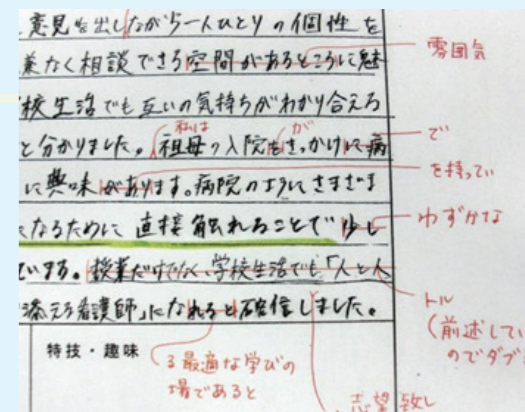 意見を出しながら一人ひとりの個性を
兼なく相談できる空間があるところに魅
雰囲気
校生活でも互いの気持ちがわかり合える
私は
が
で
と分かりました。祖母の入院をきっかけに病
を持ってい
に興味があります。病院のようにさまざま
になるために直接触れることで少し
わずかな
いする。授業だけでなく、学校生活でも「人と人
トル
(前述してい
のでダブ
添える看護師」になれると確信しました。
特技・趣味
る最適な学びの
場であると
志望致し